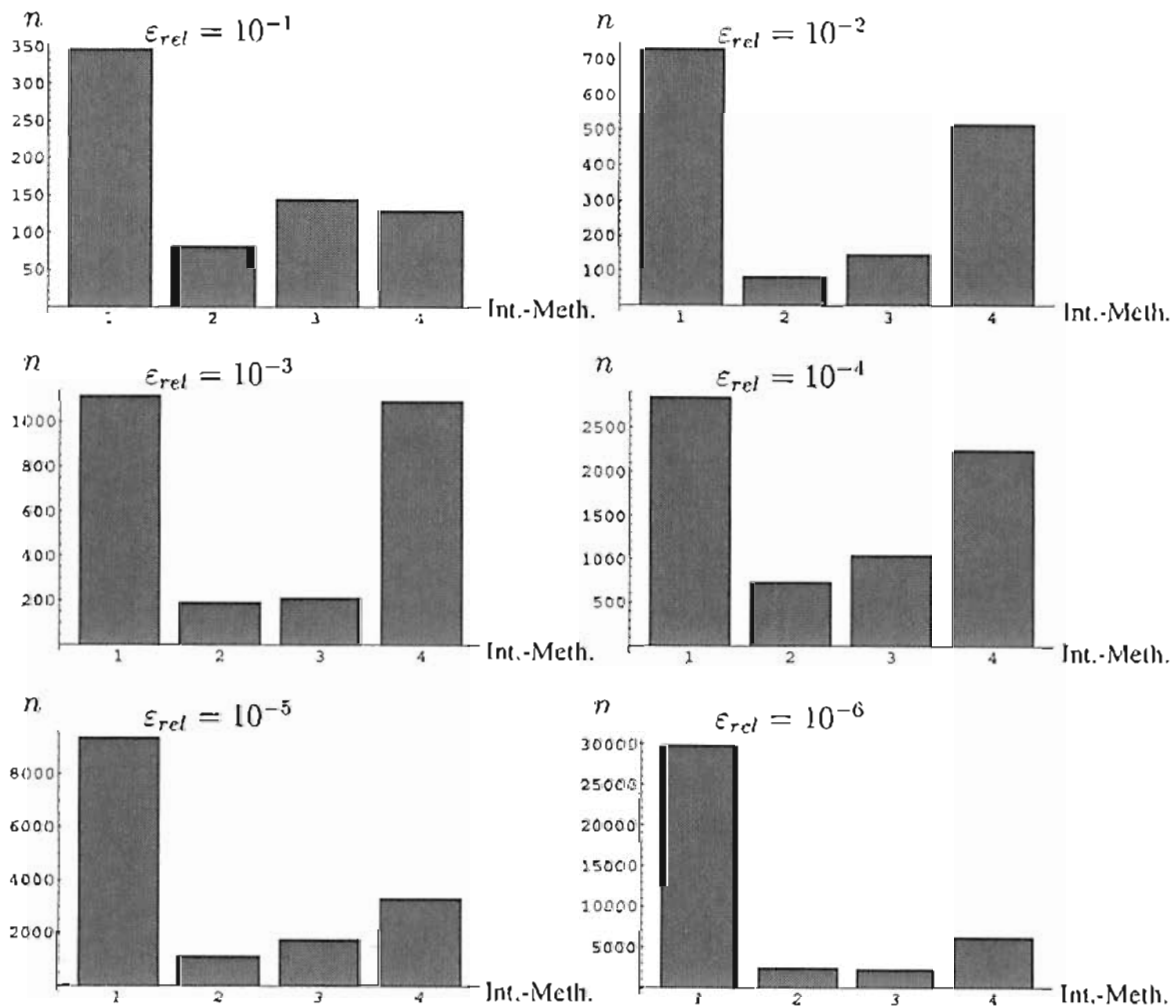 n
ε_rel = 10^−1
350
300
250
200
150
100
50
1 2 3 4 Int.-Meth.
n
ε_rel = 10^−2
700
600
500
400
300
200
100
1 2 3 4 Int.-Meth.
n
ε_rel = 10^−3
1000
800
600
400
200
1 2 3 4 Int.-Meth.
n
ε_rel = 10^−4
2500
2000
1500
1000
500
1 2 3 4 Int.-Meth.
n
ε_rel = 10^−5
8000
6000
4000
2000
1 2 3 4 Int.-Meth.
n
ε_rel = 10^−6
30000
25000
20000
15000
10000
5000
1 2 3 4 Int.-Meth.